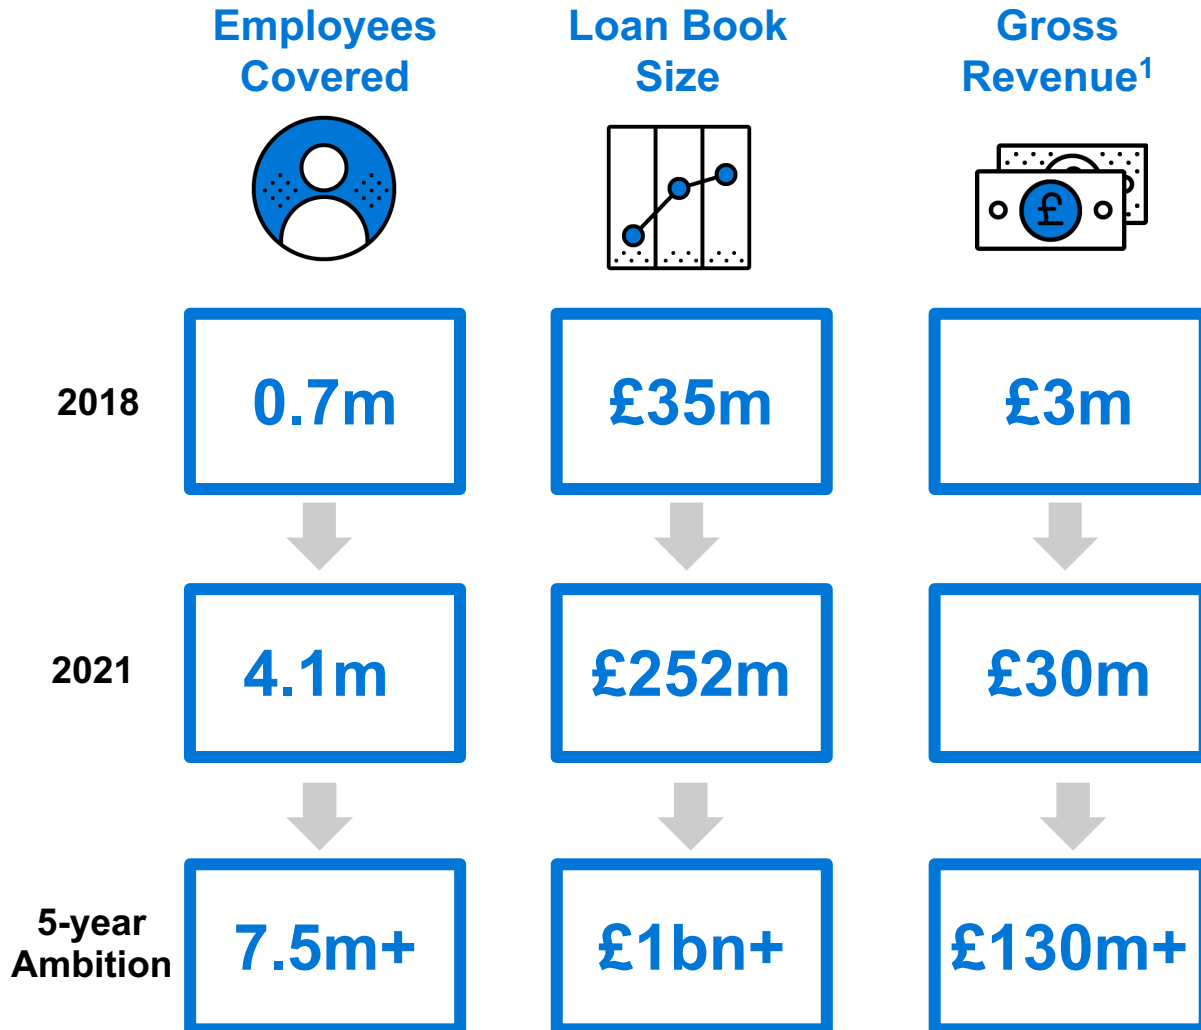 Employees
Covered
Loan Book
Size
Gross
Revenue¹
£
2018
0.7m
£35m
£3m
2021
4.1m
£252m
£30m
5-year
Ambition
7.5m+
£1bn+
£130m+